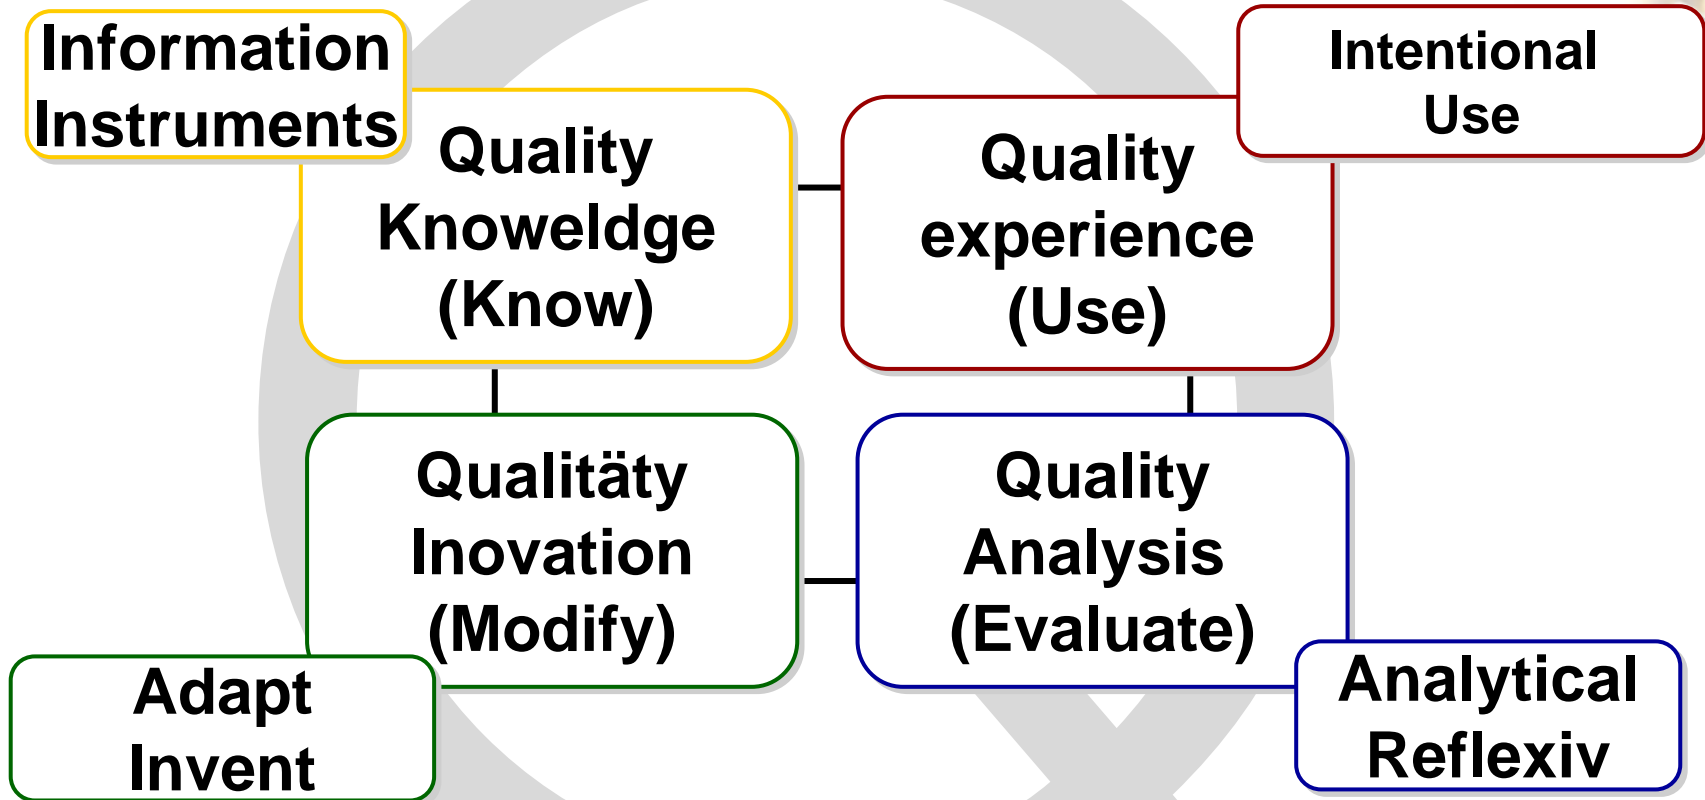 Information
Instruments
Quality
Knoweldge
(Know)
Intentional
Use
Quality
experience
(Use)
Qualitäty
Inovation
(Modify)
Adapt
Invent
Quality
Analysis
(Evaluate)
Analytical
Reflexiv